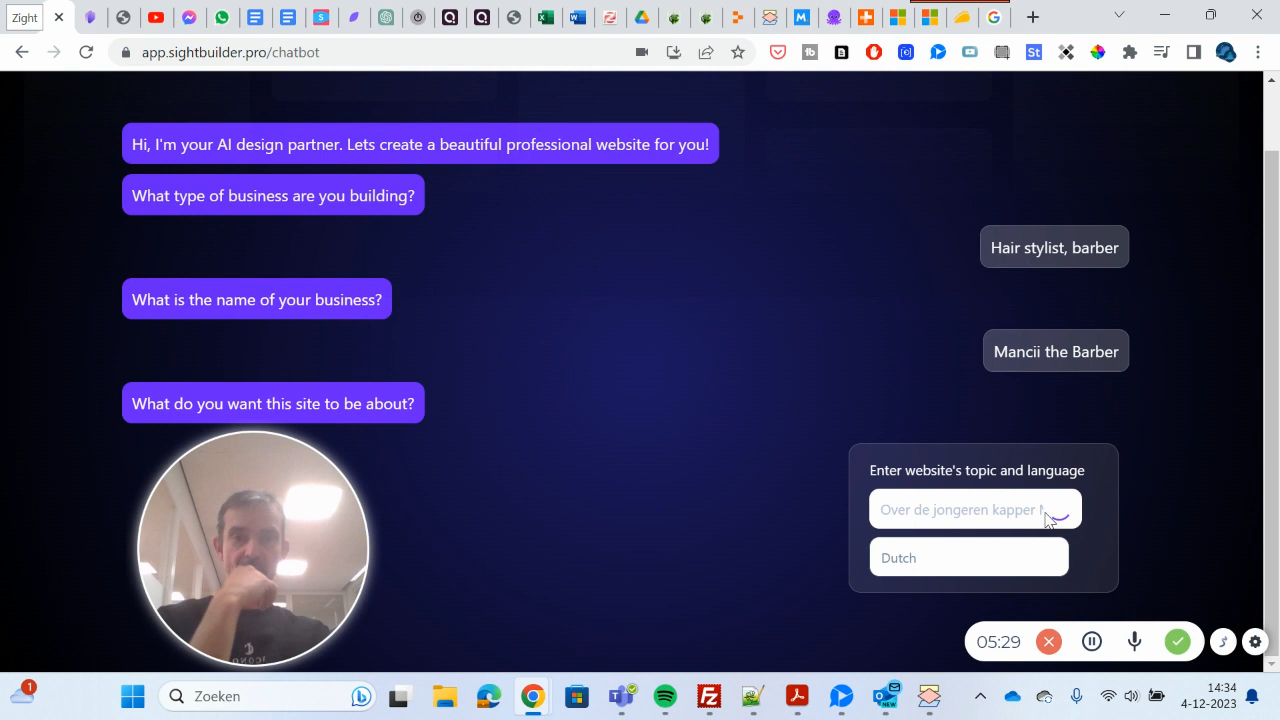 Zight
app.sightbuilder.pro/chatbot
Hi, I'm your AI design partner. Lets create a beautiful professional website for you!
What type of business are you building?
Hair stylist, barber
What is the name of your business?
Mancii the Barber
What do you want this site to be about?
Enter website's topic and language
Over de jongeren kapper
Dutch
05:29
1
Zoeken
NEW
14:34
4-12-2023